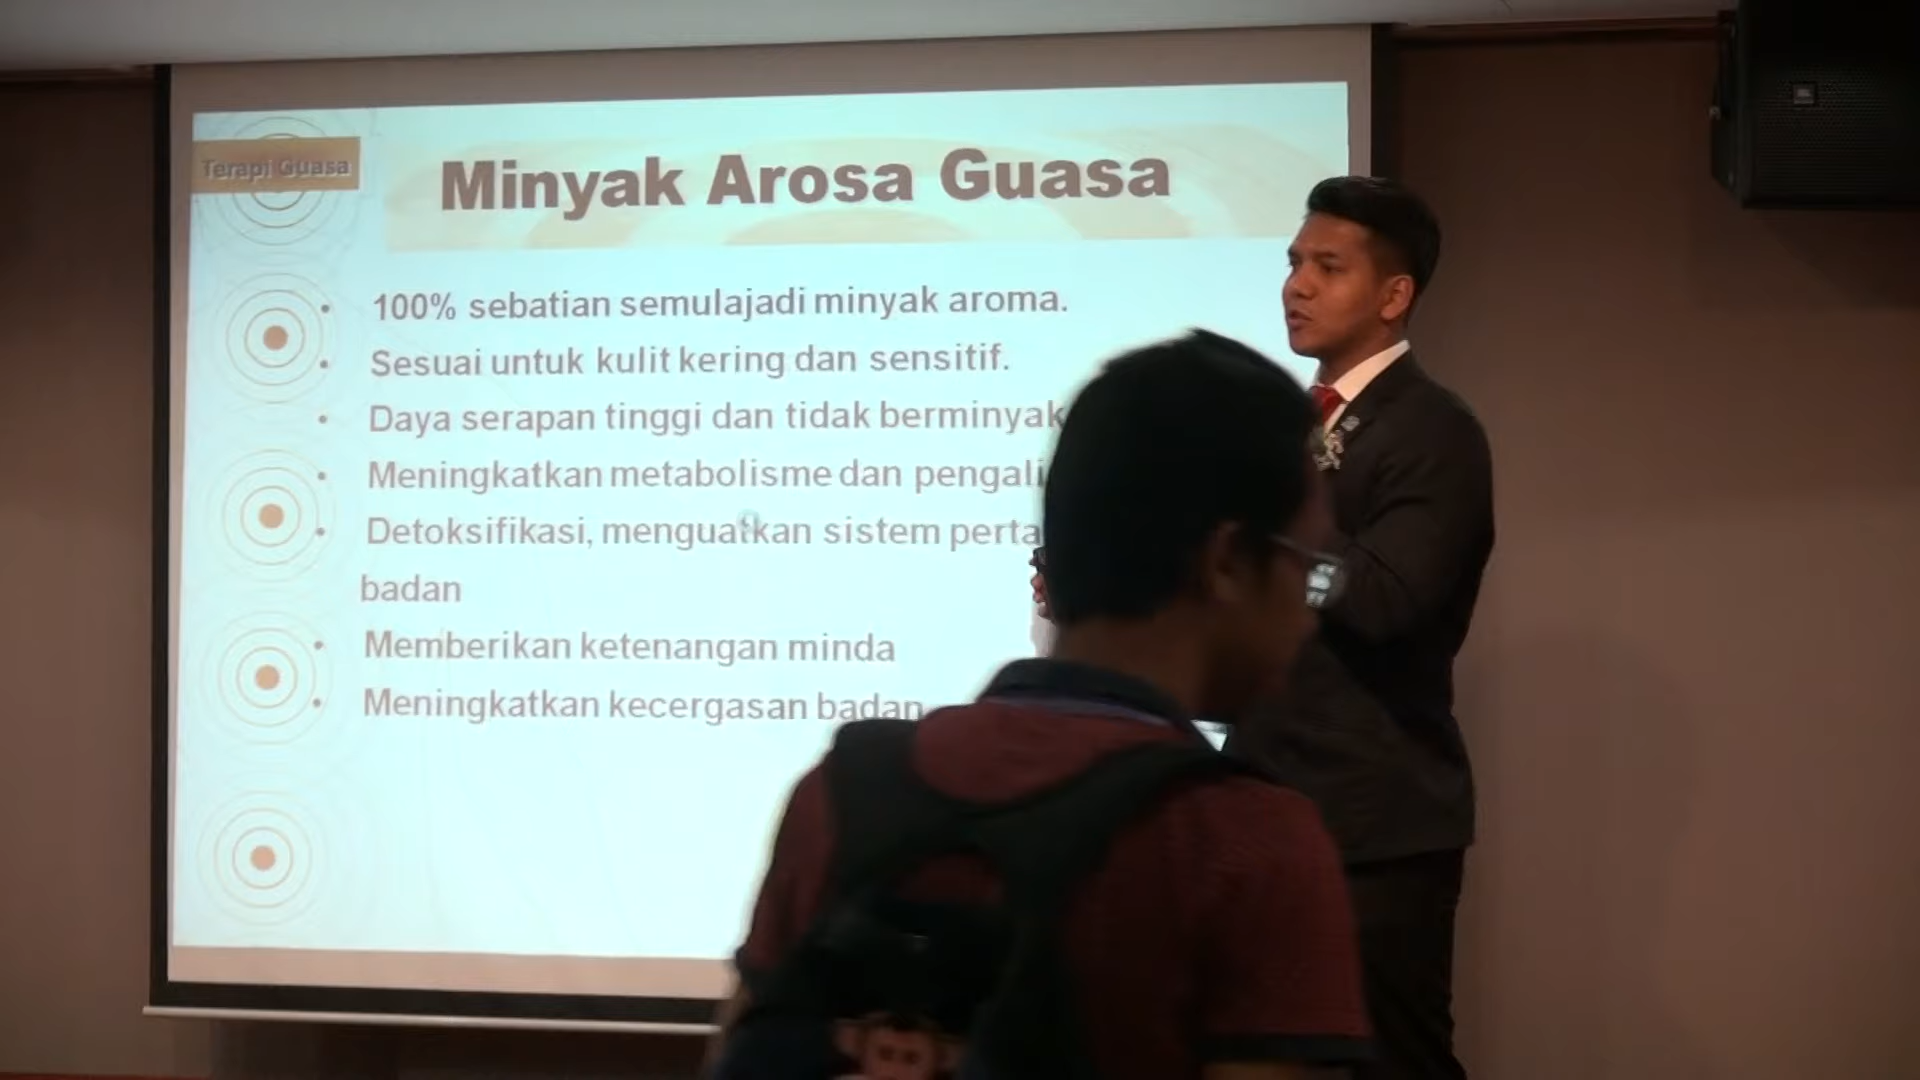 Terapi Guasa
Minyak Arosa Guasa
• 100% sebatian semulajadi minyak aroma.
• Sesuai untuk kulit kering dan sensitif.
• Daya serapan tinggi dan tidak berminyak
• Meningkatkan metabolisme dan
• Detoksifikasi, menguatkan sistem
badan
• Memberikan ketenangan minda
• Meningkatkan kecergasan badan